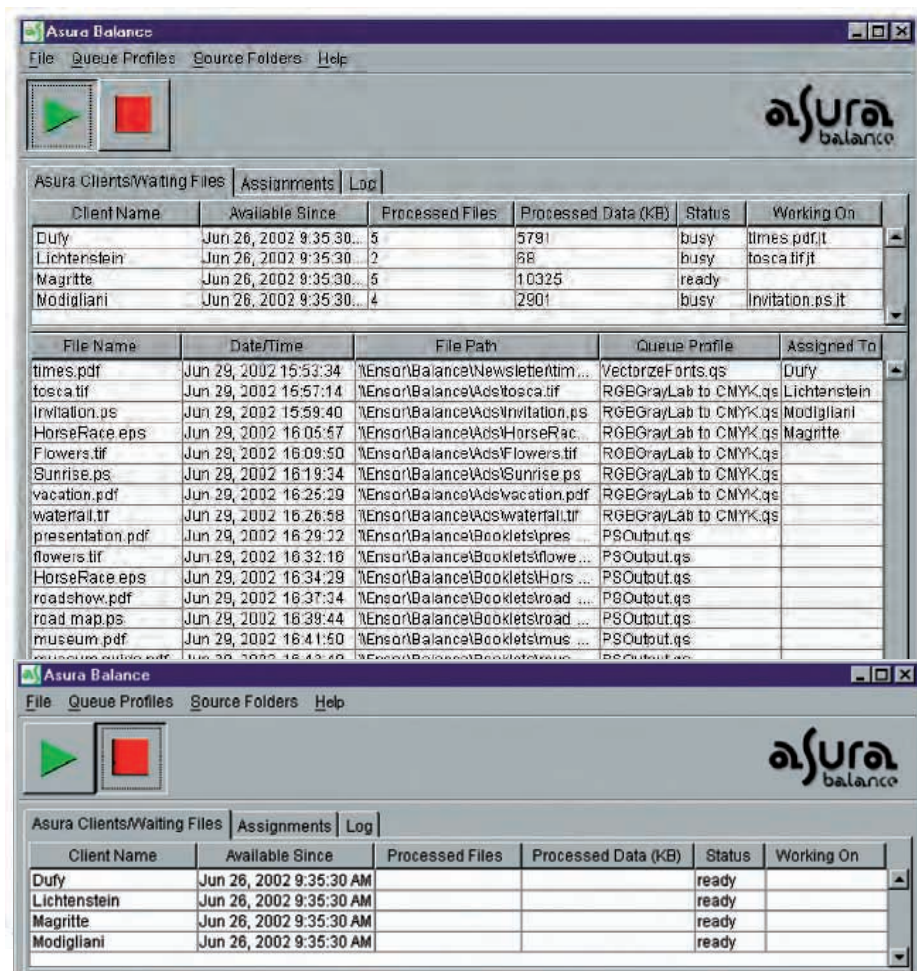 Asura Balance
File Queue Profiles Source Folders Help
asura
balance
Asura Clients/Waiting Files Assignments Log
Client Name Available Since Processed Files Processed Data (KB) Status Working On
Dufy Jun 26, 2002 9:35:30... 5 5791 busy times.pdf.jt
Lichtenstein Jun 26, 2002 9:35:30... 2 68 busy tosca.tif.jt
Magritte Jun 26, 2002 9:35:30... 5 10325 ready
Modigliani Jun 26, 2002 9:35:30... 4 2901 busy Invitation.ps.jt
File Name Date/Time File Path Queue Profile Assigned To
times.pdf Jun 29, 2002 15:53:34 \\Ensor\Balance\Newsletter\tim... VectorizeFonts.qs Dufy
tosca.tif Jun 29, 2002 15:57:14 \\Ensor\Balance\Ads\tosca.tif RGBGrayLab to CMYK.qs Lichtenstein
Invitation.ps Jun 29, 2002 15:59:40 \\Ensor\Balance\Ads\Invitation.ps RGBGrayLab to CMYK.qs Modigliani
HorseRace.eps Jun 29, 2002 16:05:57 \\Ensor\Balance\Ads\HorseRac... RGBGrayLab to CMYK.qs Magritte
Flowers.tif Jun 29, 2002 16:09:50 \\Ensor\Balance\Ads\Flowers.tif RGBGrayLab to CMYK.qs
Sunrise.ps Jun 29, 2002 16:19:34 \\Ensor\Balance\Ads\Sunrise.ps RGBGrayLab to CMYK.qs
vacation.pdf Jun 29, 2002 16:25:29 \\Ensor\Balance\Ads\vacation.pdf RGBGrayLab to CMYK.qs
waterfall.tif Jun 29, 2002 16:26:58 \\Ensor\Balance\Ads\waterfall.tif RGBGrayLab to CMYK.qs
presentation.pdf Jun 29, 2002 16:29:22 \\Ensor\Balance\Booklets\pres ... PSOutput.qs
flowers.tif Jun 29, 2002 16:32:16 \\Ensor\Balance\Booklets\flowe... PSOutput.qs
HorseRace.eps Jun 29, 2002 16:34:29 \\Ensor\Balance\Booklets\Hors ... PSOutput.qs
roadshow.pdf Jun 29, 2002 16:37:34 \\Ensor\Balance\Booklets\road ... PSOutput.qs
road map.ps Jun 29, 2002 16:39:44 \\Ensor\Balance\Booklets\road ... PSOutput.qs
museum.pdf Jun 29, 2002 16:41:50 \\Ensor\Balance\Booklets\mus ... PSOutput.qs
Asura Balance
File Queue Profiles Source Folders Help
asura
balance
Asura Clients/Waiting Files Assignments Log
Client Name Available Since Processed Files Processed Data (KB) Status Working On
Dufy Jun 26, 2002 9:35:30 AM ready
Lichtenstein Jun 26, 2002 9:35:30 AM ready
Magritte Jun 26, 2002 9:35:30 AM ready
Modigliani Jun 26, 2002 9:35:30 AM ready